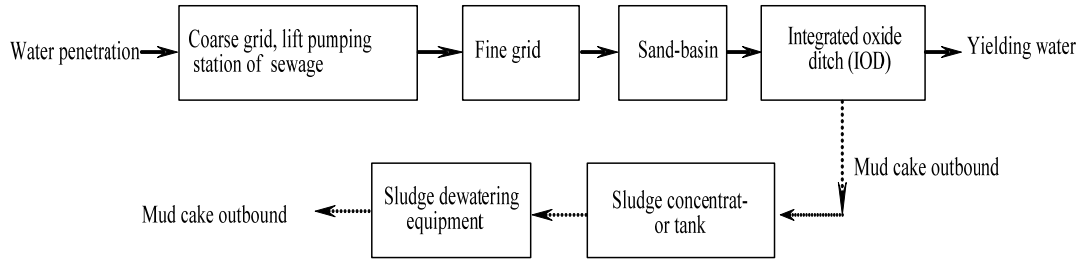 Water penetration
Coarse grid, lift pumping
station of sewage
Fine grid
Sand-basin
Integrated oxide
ditch (IOD)
Yielding water
Mud cake outbound
Sludge concentrat-
or tank
Sludge dewatering
equipment
Mud cake outbound